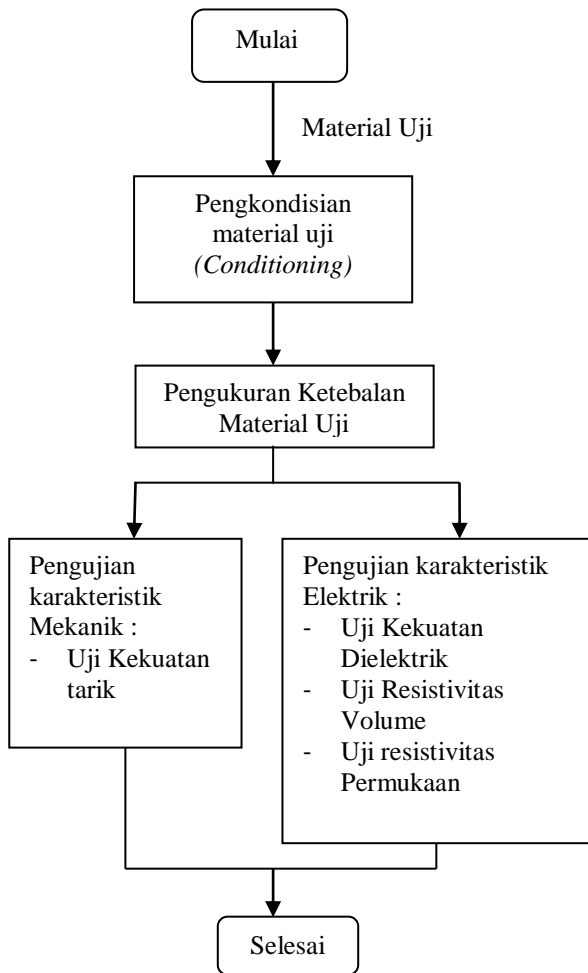 Mulai
Material Uji
Pengkondisian
material uji
(Conditioning)
Pengukuran Ketebalan
Material Uji
Pengujian
karakteristik
Mekanik :
- Uji Kekuatan
tarik
Pengujian karakteristik
Elektrik :
- Uji Kekuatan
Dielektrik
- Uji Resistivitas
Volume
- Uji resistivitas
Permukaan
Selesai